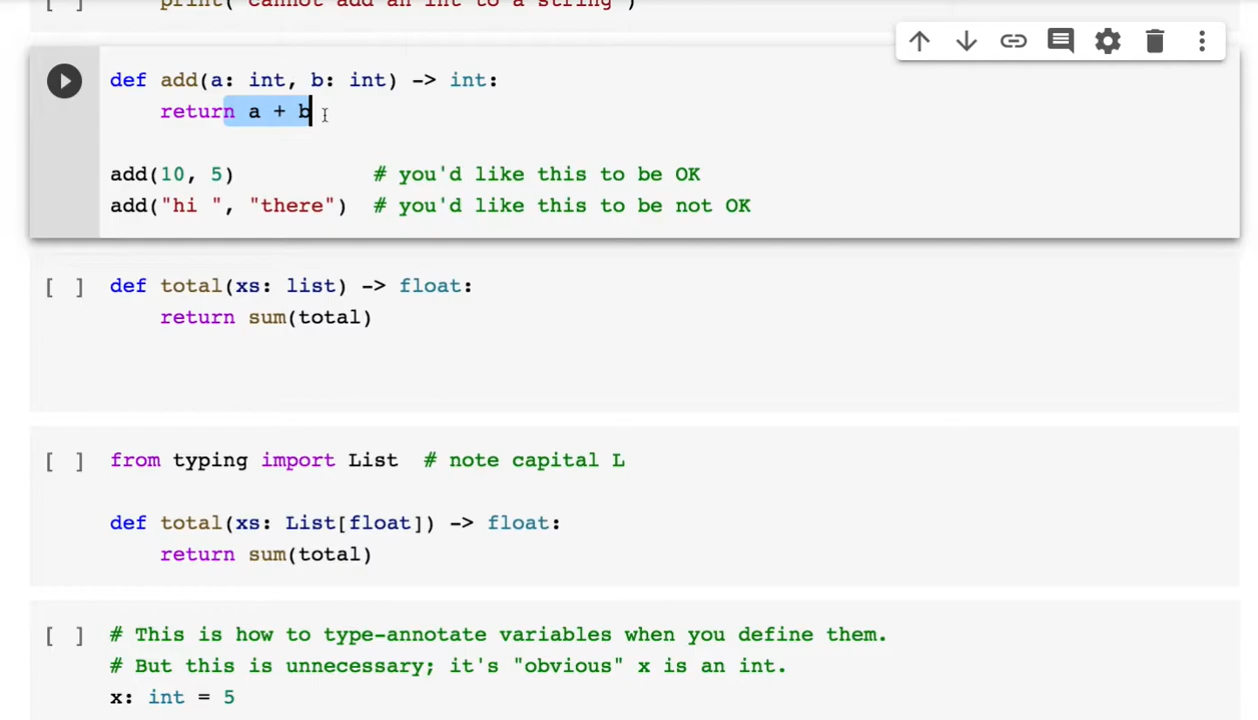 [ ] print("cannot add an int to a string")
def add(a: int, b: int) -> int:
    return a + b
add(10, 5)           # you'd like this to be OK
add("hi ", "there")  # you'd like this to be not OK
[ ] def total(xs: list) -> float:
    return sum(total)
[ ] from typing import List  # note capital L
def total(xs: List[float]) -> float:
    return sum(total)
[ ] # This is how to type-annotate variables when you define them.
# But this is unnecessary; it's "obvious" x is an int.
x: int = 5